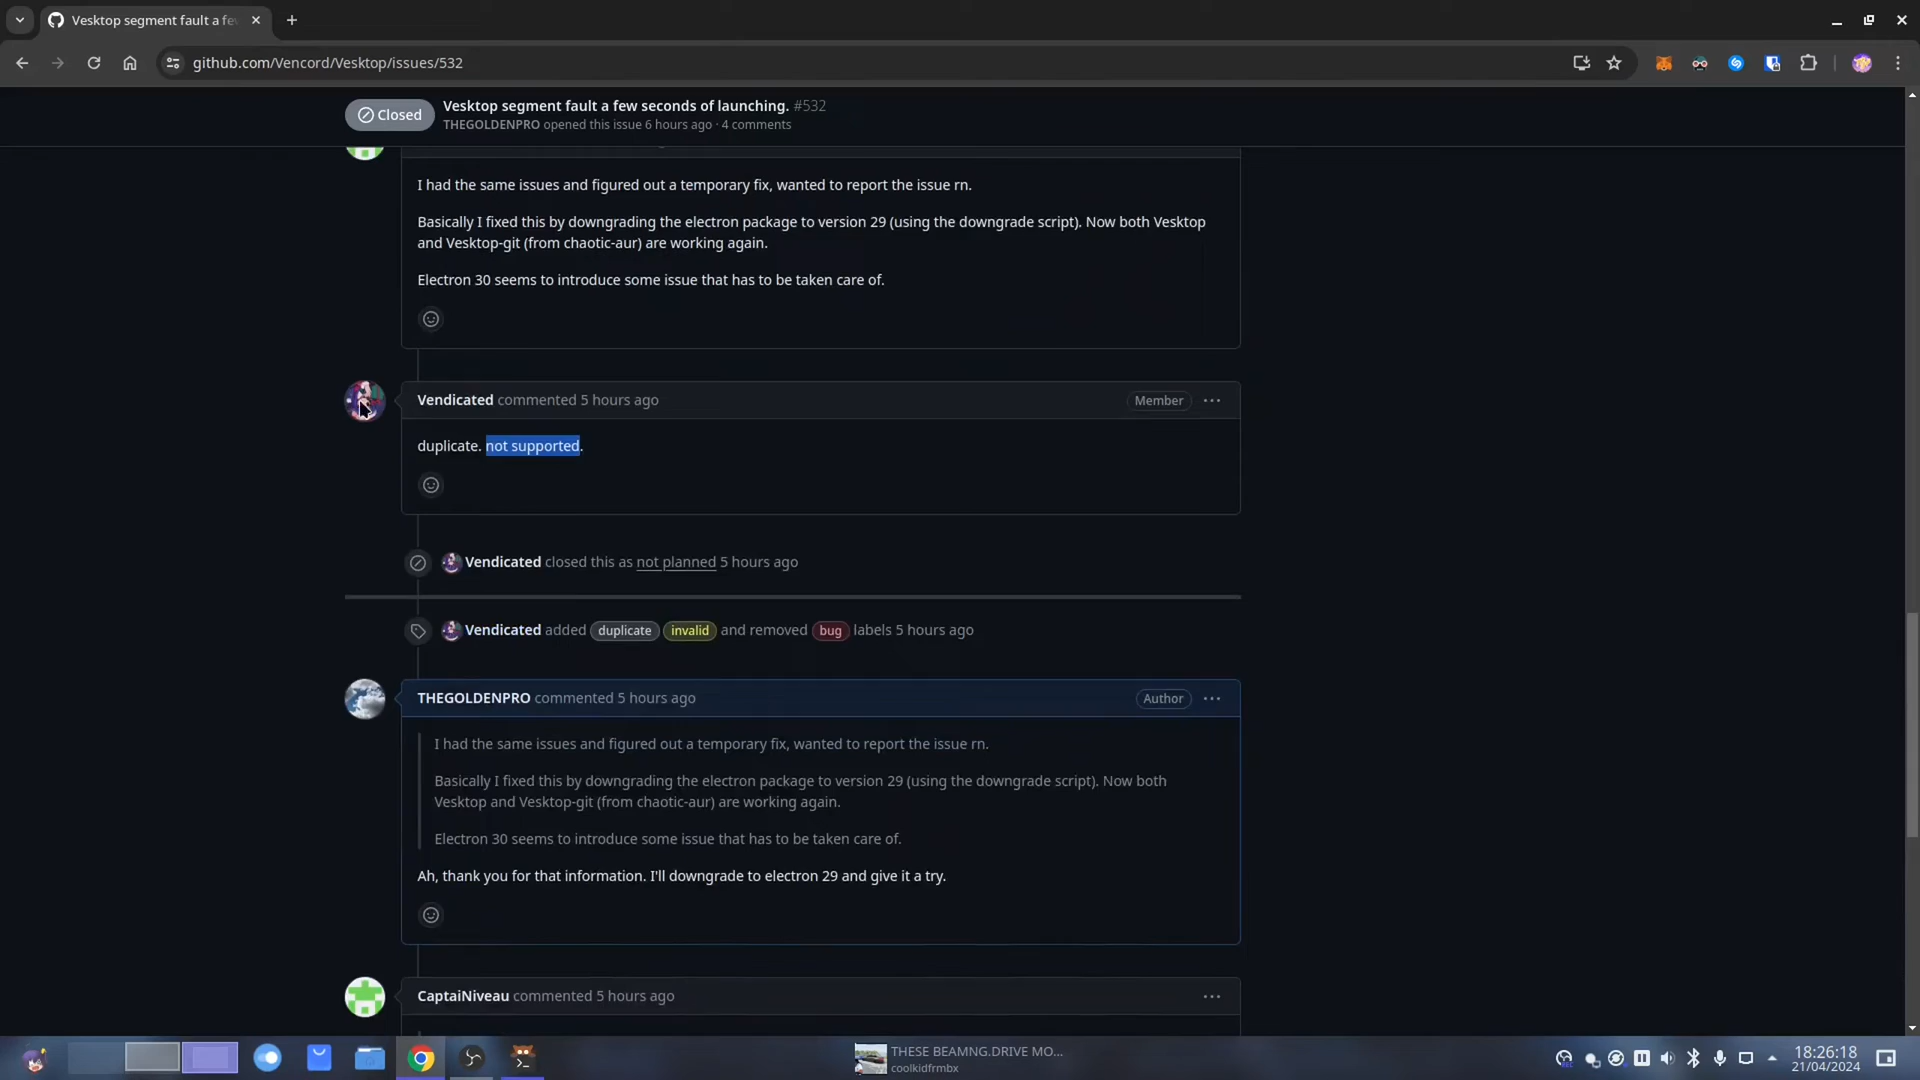 Vesktop segment fault a fe
github.com/Vencord/Vesktop/issues/532
Closed
Vesktop segment fault a few seconds of launching. #532
THEGOLDENPRO opened this issue 6 hours ago · 4 comments
I had the same issues and figured out a temporary fix, wanted to report the issue rn.
Basically I fixed this by downgrading the electron package to version 29 (using the downgrade script). Now both Vesktop
and Vesktop-git (from chaotic-aur) are working again.
Electron 30 seems to introduce some issue that has to be taken care of.
Vendicated commented 5 hours ago
Member
duplicate. not supported.
Vendicated closed this as not planned 5 hours ago
Vendicated added duplicate invalid and removed bug labels 5 hours ago
THEGOLDENPRO commented 5 hours ago
Author
I had the same issues and figured out a temporary fix, wanted to report the issue rn.
Basically I fixed this by downgrading the electron package to version 29 (using the downgrade script). Now both
Vesktop and Vesktop-git (from chaotic-aur) are working again.
Electron 30 seems to introduce some issue that has to be taken care of.
Ah, thank you for that information. I'll downgrade to electron 29 and give it a try.
CaptaiNiveau commented 5 hours ago
THESE BEAMNG.DRIVE MO...
coolkidfrmbx
18:26:18
21/04/2024